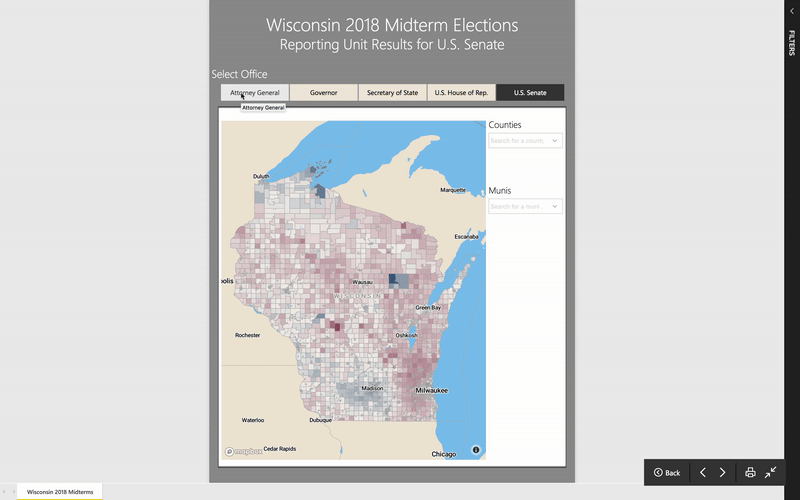 Wisconsin 2018 Midterm Elections
Reporting Unit Results for U.S. Senate
Select Office
Attorney General
Governor
Secretary of State
U.S. House of Rep.
U.S. Senate
Attorney General
Counties
Search for a county
Munis
Search for a muni...
Duluth
Marquette
Escanaba
polis
Wausau
WISCONSIN
Green Bay
Rochester
Oshkosh
Madison
Milwaukee
Waterloo
Dubuque
Cedar Rapids
Chicago
mapbox
FILTERS
Back
Wisconsin 2018 Midterms